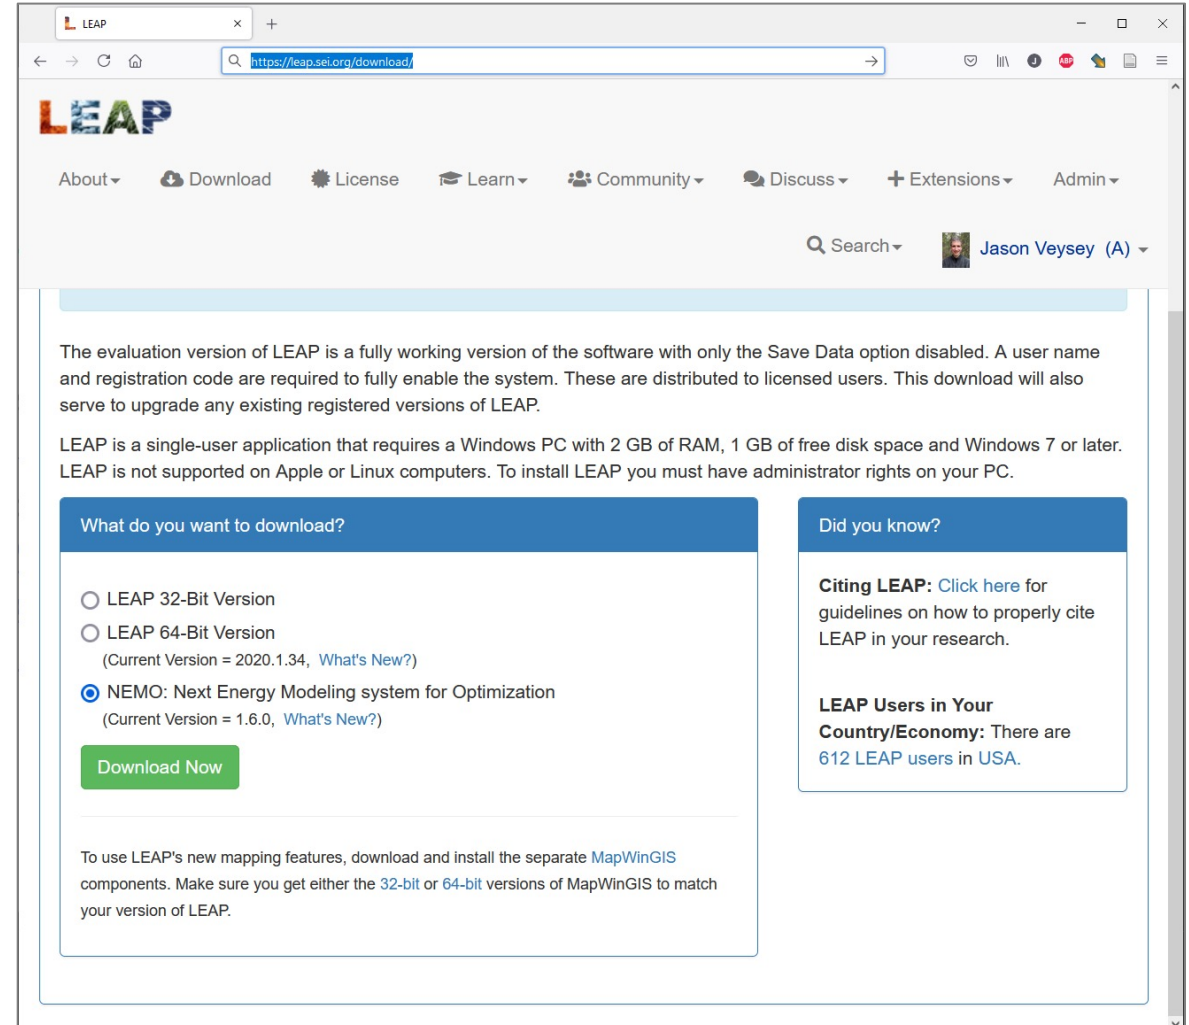 LEAP
https://leap.sei.org/download/
J
ABP
LEAP
About
Download
License
Learn
Community
Discuss
Extensions
Admin
Search
Jason Veysey (A)
The evaluation version of LEAP is a fully working version of the software with only the Save Data option disabled. A user name
and registration code are required to fully enable the system. These are distributed to licensed users. This download will also
serve to upgrade any existing registered versions of LEAP.
LEAP is a single-user application that requires a Windows PC with 2 GB of RAM, 1 GB of free disk space and Windows 7 or later.
LEAP is not supported on Apple or Linux computers. To install LEAP you must have administrator rights on your PC.
What do you want to download?
LEAP 32-Bit Version
LEAP 64-Bit Version
(Current Version = 2020.1.34, What's New?)
NEMO: Next Energy Modeling system for Optimization
(Current Version = 1.6.0, What's New?)
Download Now
To use LEAP's new mapping features, download and install the separate MapWinGIS
components. Make sure you get either the 32-bit or 64-bit versions of MapWinGIS to match
your version of LEAP.
Did you know?
Citing LEAP: Click here for
guidelines on how to properly cite
LEAP in your research.
LEAP Users in Your
Country/Economy: There are
612 LEAP users in USA.